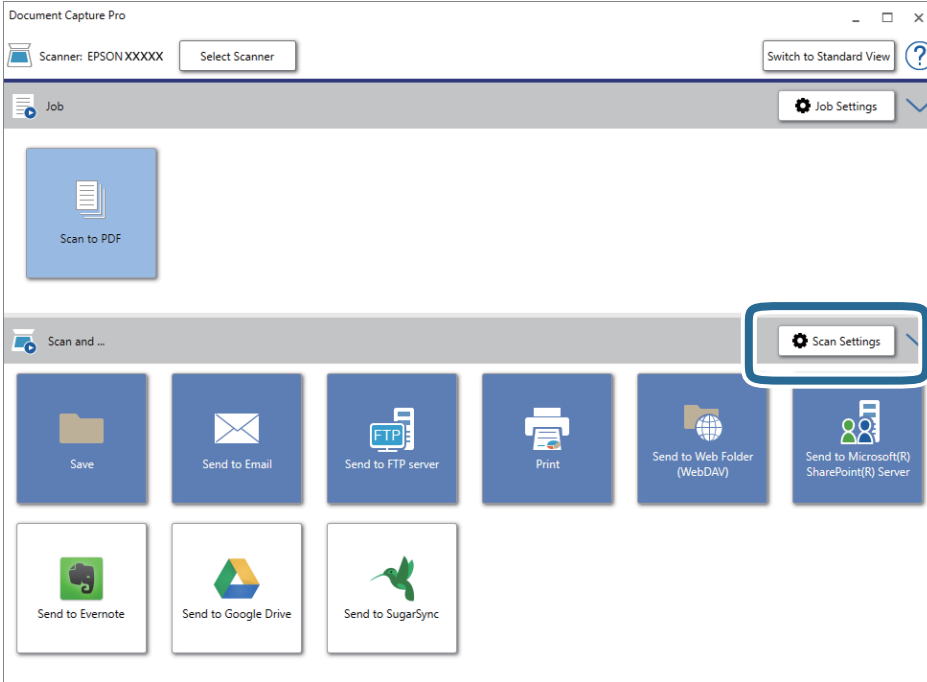 Document Capture Pro
Scanner: EPSON XXXXX
Select Scanner
Switch to Standard View
?
Job
Job Settings
Scan to PDF
Scan and ...
Scan Settings
Save
Send to Email
FTP
Send to FTP server
Print
Send to Web Folder
(WebDAV)
Send to Microsoft(R)
SharePoint(R) Server
Send to Evernote
Send to Google Drive
Send to SugarSync